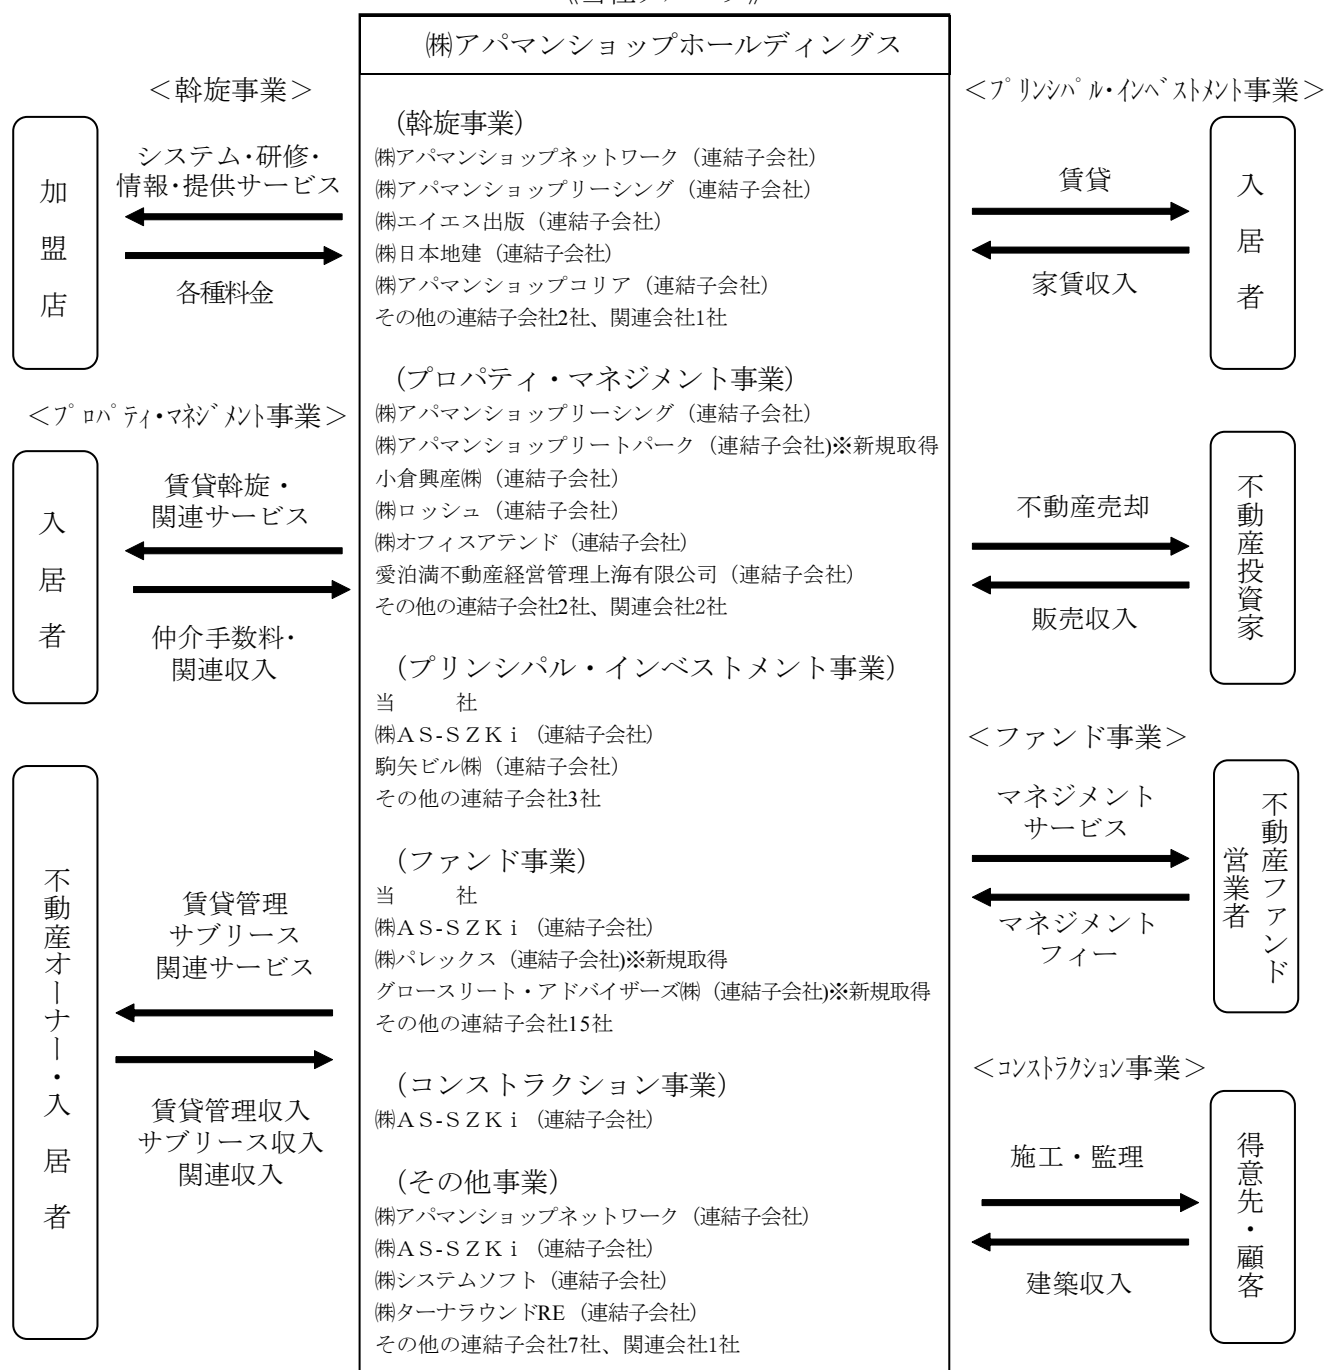 ㈱アパマンショップホールディングス
＜斡旋事業＞
加盟店
システム・研修・
情報・提供サービス
各種料金
＜ﾌﾟﾛﾊﾟﾃｨ・ﾏﾈｼﾞﾒﾝﾄ事業＞
入居者
賃貸斡旋・
関連サービス
仲介手数料・
関連収入
不動産オーナー・入居者
賃貸管理
サブリース
関連サービス
賃貸管理収入
サブリース収入
関連収入
（斡旋事業）
㈱アパマンショップネットワーク（連結子会社）
㈱アパマンショップリーシング（連結子会社）
㈱エイエス出版（連結子会社）
㈱日本地建（連結子会社）
㈱アパマンショップコリア（連結子会社）
その他の連結子会社2社、関連会社1社
（プロパティ・マネジメント事業）
㈱アパマンショップリーシング（連結子会社）
㈱アパマンショップリートパーク（連結子会社)※新規取得
小倉興産㈱（連結子会社）
㈱ロッシュ（連結子会社）
㈱オフィスアテンド（連結子会社）
愛泊満不動産経営管理上海有限公司（連結子会社）
その他の連結子会社2社、関連会社2社
（プリンシパル・インベストメント事業）
当　　社
㈱ＡＳ-ＳＺＫｉ（連結子会社）
駒矢ビル㈱（連結子会社）
その他の連結子会社3社
（ファンド事業）
当　　社
㈱ＡＳ-ＳＺＫｉ（連結子会社）
㈱パレックス（連結子会社)※新規取得
グロースリート・アドバイザーズ㈱（連結子会社)※新規取得
その他の連結子会社15社
（コンストラクション事業）
㈱ＡＳ-ＳＺＫｉ（連結子会社）
（その他事業）
㈱アパマンショップネットワーク（連結子会社）
㈱ＡＳ-ＳＺＫｉ（連結子会社）
㈱システムソフト（連結子会社）
㈱ターナラウンドRE（連結子会社）
その他の連結子会社7社、関連会社1社
＜ﾌﾟﾘﾝｼﾊﾟﾙ・ｲﾝﾍﾞｽﾄﾒﾝﾄ事業＞
賃貸
家賃収入
入居者
不動産売却
販売収入
不動産投資家
＜ファンド事業＞
マネジメント
サービス
マネジメント
フィー
不動産ファンド
営業者
＜ｺﾝｽﾄﾗｸｼｮﾝ事業＞
施工・監理
建築収入
得意先・顧客